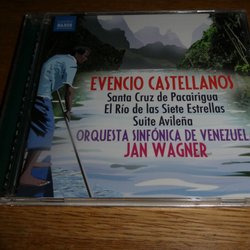 NAXOS
EVENCIO CASTELLANOS
Santa Cruz de Pacairigua
El Río de las Siete Estrellas
Suite Avileña
ORQUESTA SINFÓNICA DE VENEZUEL
JAN WAGNER